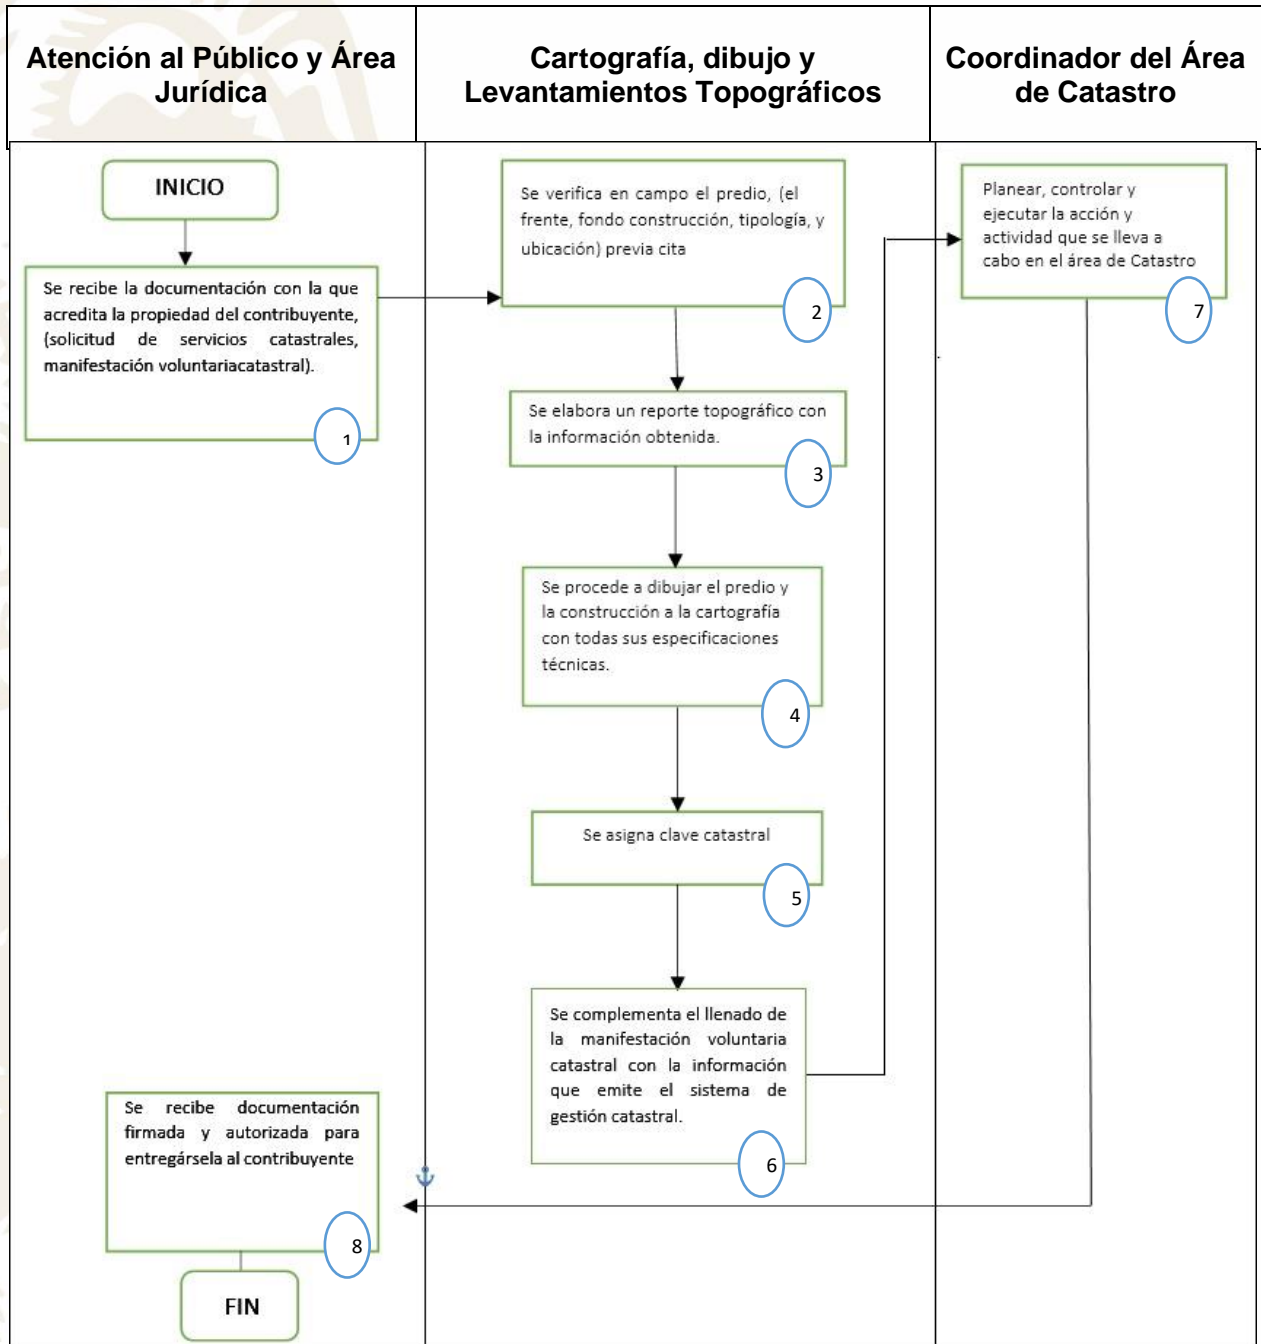 Atención al Público y Área
Jurídica
Cartografía, dibujo y
Levantamientos Topográficos
Coordinador del Área
de Catastro
INICIO
Se recibe la documentación con la que
acredita la propiedad del contribuyente,
(solicitud de servicios catastrales,
manifestación voluntariacatastral).
1
Se verifica en campo el predio, (el
frente, fondo construcción, tipología, y
ubicación) previa cita
2
Se elabora un reporte topográfico con
la información obtenida.
3
Se procede a dibujar el predio y
la construcción a la cartografía
con todas sus especificaciones
técnicas.
4
Se asigna clave catastral
5
Se complementa el llenado de
la manifestación voluntaria
catastral con la información
que emite el sistema de
gestión catastral.
6
Planear, controlar y
ejecutar la acción y
actividad que se lleva a
cabo en el área de Catastro
7
Se recibe documentación
firmada y autorizada para
entregársela al contribuyente
8
FIN